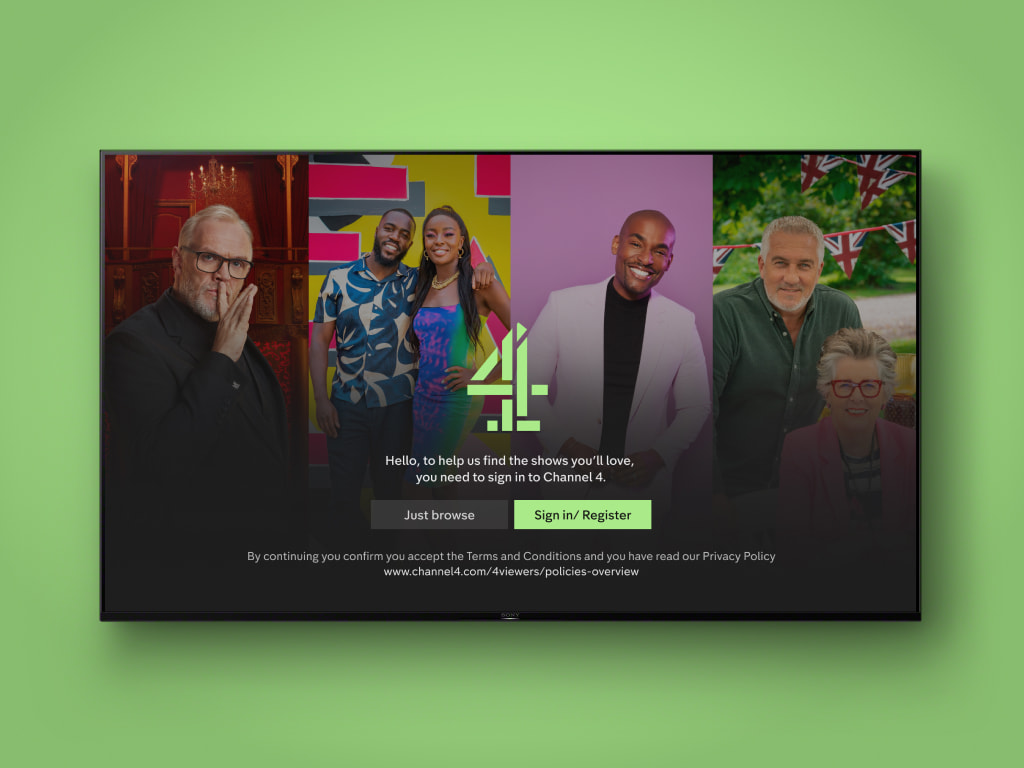 4
Hello, to help us find the shows you'll love,
you need to sign in to Channel 4.
Just browse
Sign in/ Register
By continuing you confirm you accept the Terms and Conditions and you have read our Privacy Policy
www.channel4.com/4viewers/policies-overview
SONY